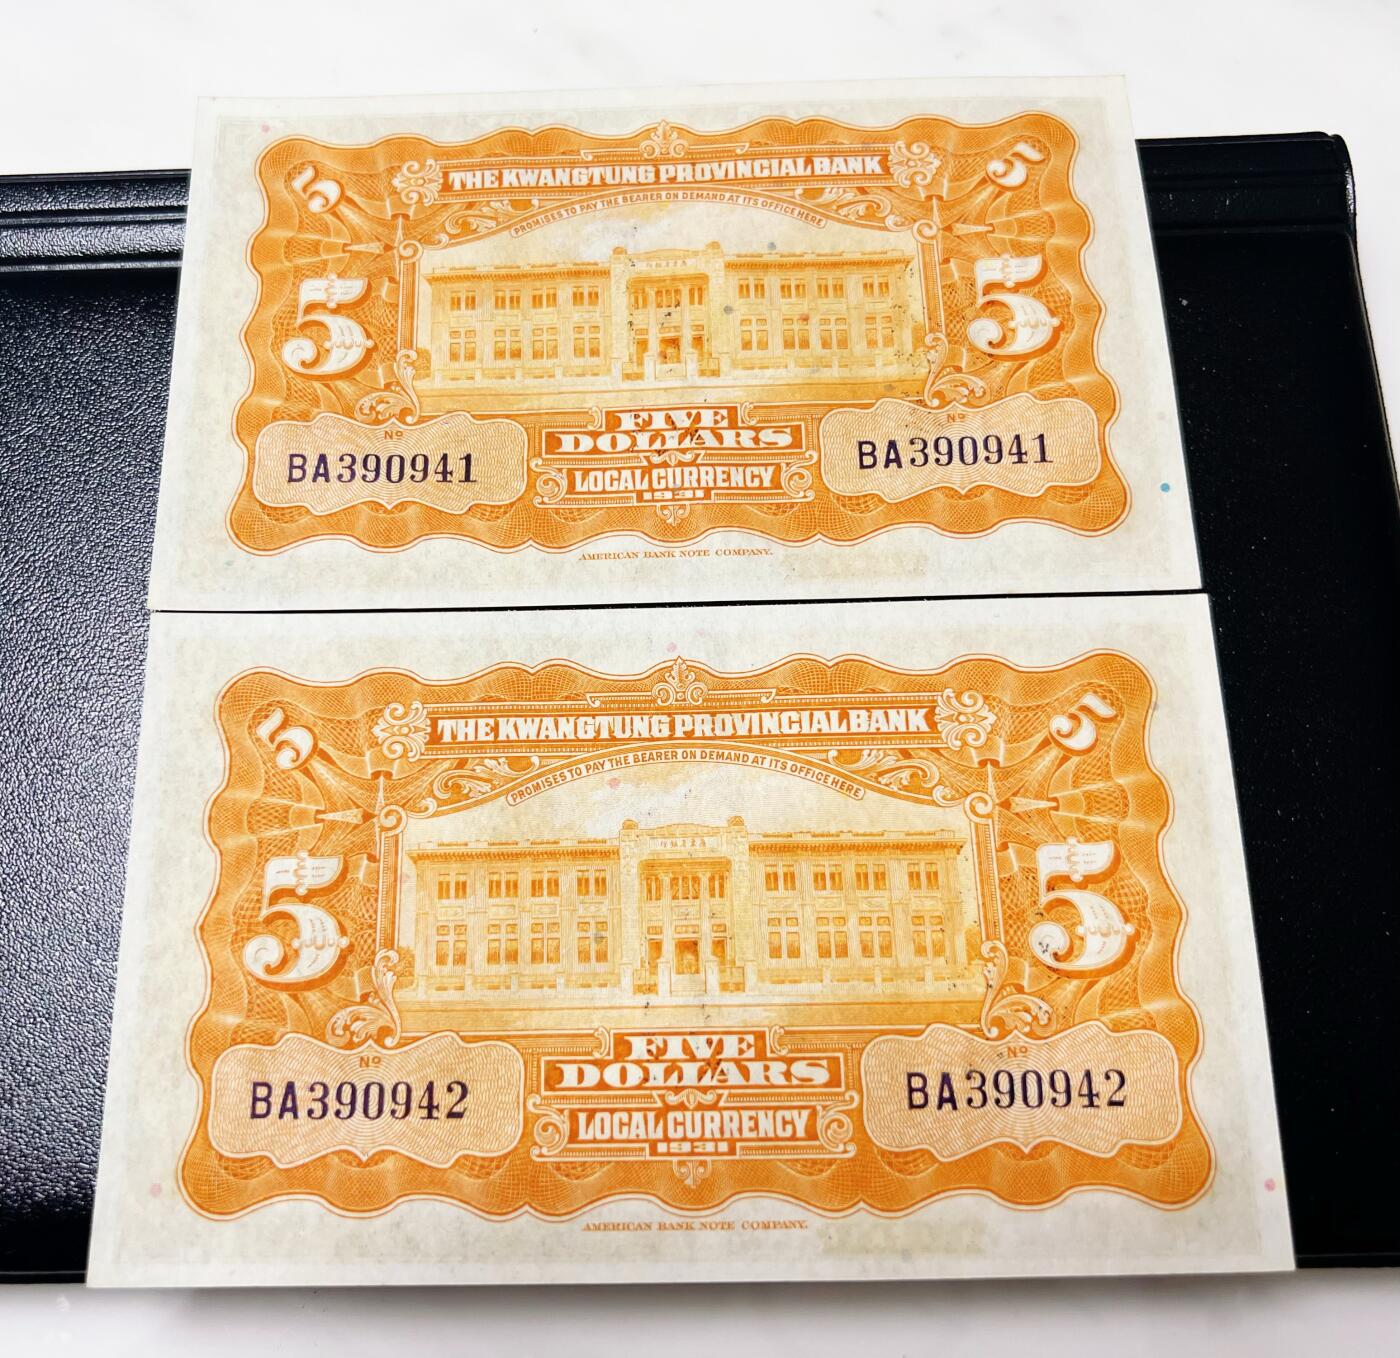 THE KWANGTUNG PROVINCIAL BANK
PROMISES TO PAY THE BEARER ON DEMAND AT ITS OFFICE HERE
5 5
5 5
FIVE
DOLLARS
Nº Nº
BA390941 BA390941
LOCAL CURRENCY
1931
AMERICAN BANK NOTE COMPANY.
THE KWANGTUNG PROVINCIAL BANK
PROMISES TO PAY THE BEARER ON DEMAND AT ITS OFFICE HERE
5 5
5 5
FIVE
DOLLARS
Nº Nº
BA390942 BA390942
LOCAL CURRENCY
1931
AMERICAN BANK NOTE COMPANY.